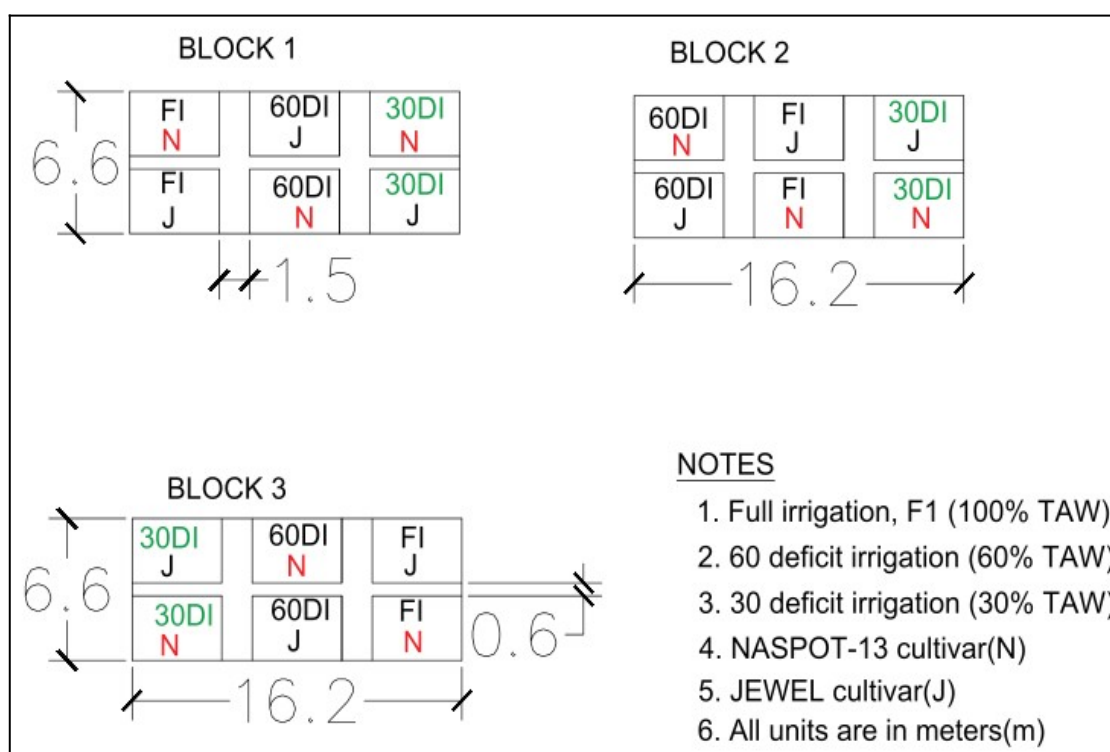 BLOCK 1
FI 60DI 30DI
N J N
6.6
FI 60DI 30DI
J N J
1.5
BLOCK 2
60DI FI 30DI
N J J
60DI FI 30DI
J N N
16.2
BLOCK 3
30DI 60DI FI
J N J
6.6
30DI 60DI FI
N J N
0.6
16.2
NOTES
1. Full irrigation, F1 (100% TAW)
2. 60 deficit irrigation (60% TAW)
3. 30 deficit irrigation (30% TAW)
4. NASPOT-13 cultivar(N)
5. JEWEL cultivar(J)
6. All units are in meters(m)